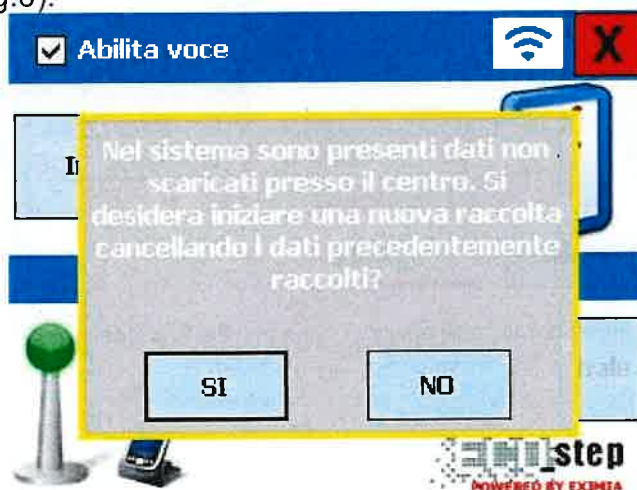 Abilita voce
X
Nel sistema sono presenti dati non
scaricati presso il centro. Si
desidera iniziare una nuova raccolta
cancellando i dati precedentemente
raccolti?
SI
NO
step
POWERED BY EXIMIA